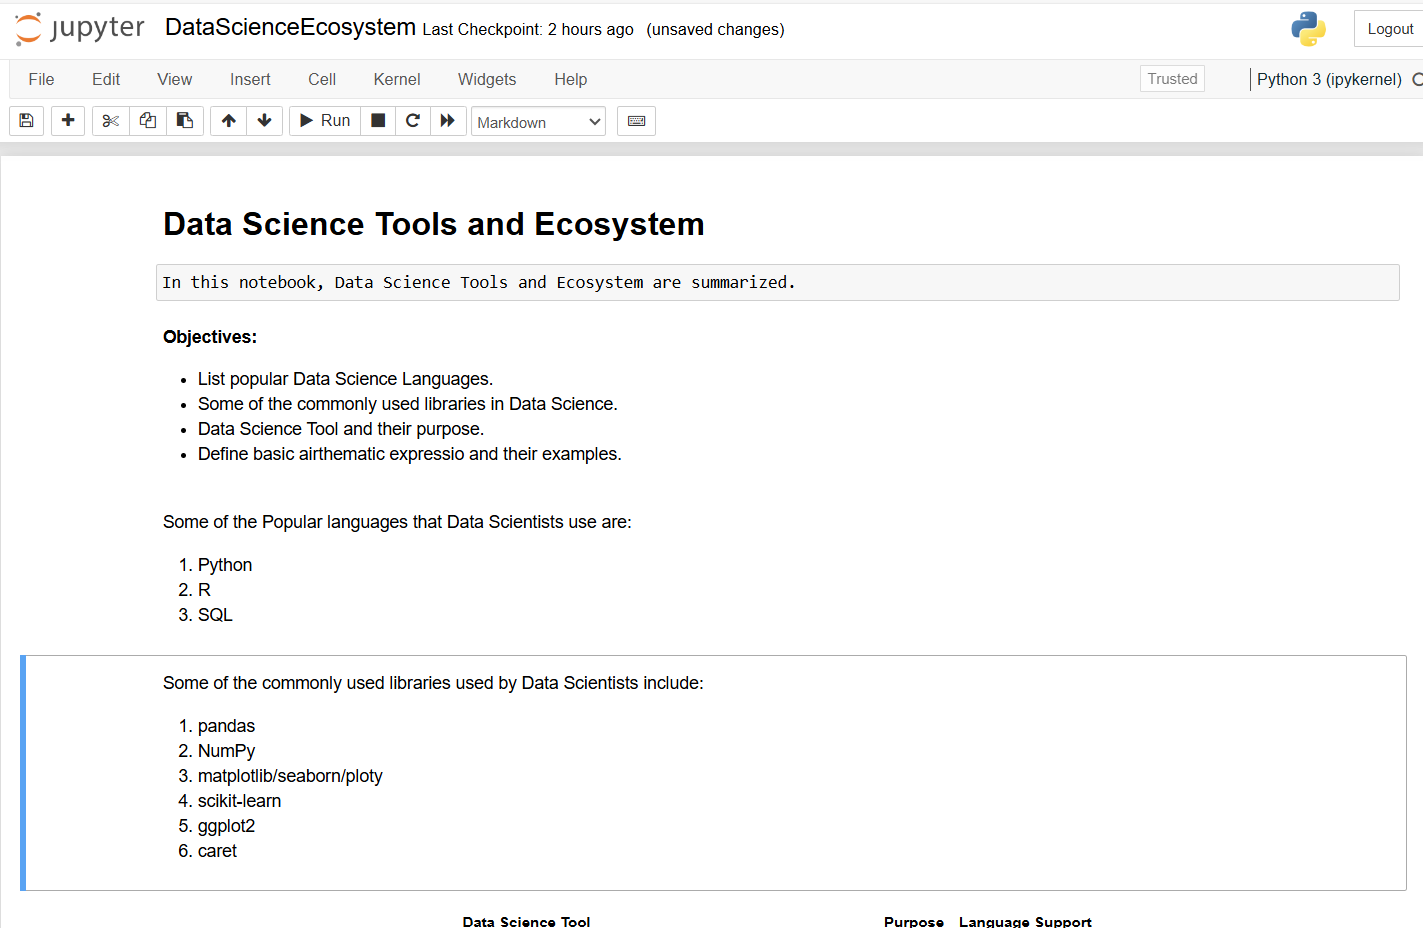 jupyter DataScienceEcosystem Last Checkpoint: 2 hours ago (unsaved changes) Logout
File Edit View Insert Cell Kernel Widgets Help Trusted Python 3 (ipykernel)
Run Markdown
Data Science Tools and Ecosystem
In this notebook, Data Science Tools and Ecosystem are summarized.
Objectives:
• List popular Data Science Languages.
• Some of the commonly used libraries in Data Science.
• Data Science Tool and their purpose.
• Define basic airthematic expressio and their examples.
Some of the Popular languages that Data Scientists use are:
1. Python
2. R
3. SQL
Some of the commonly used libraries used by Data Scientists include:
1. pandas
2. NumPy
3. matplotlib/seaborn/ploty
4. scikit-learn
5. ggplot2
6. caret
Data Science Tool Purpose Language Support